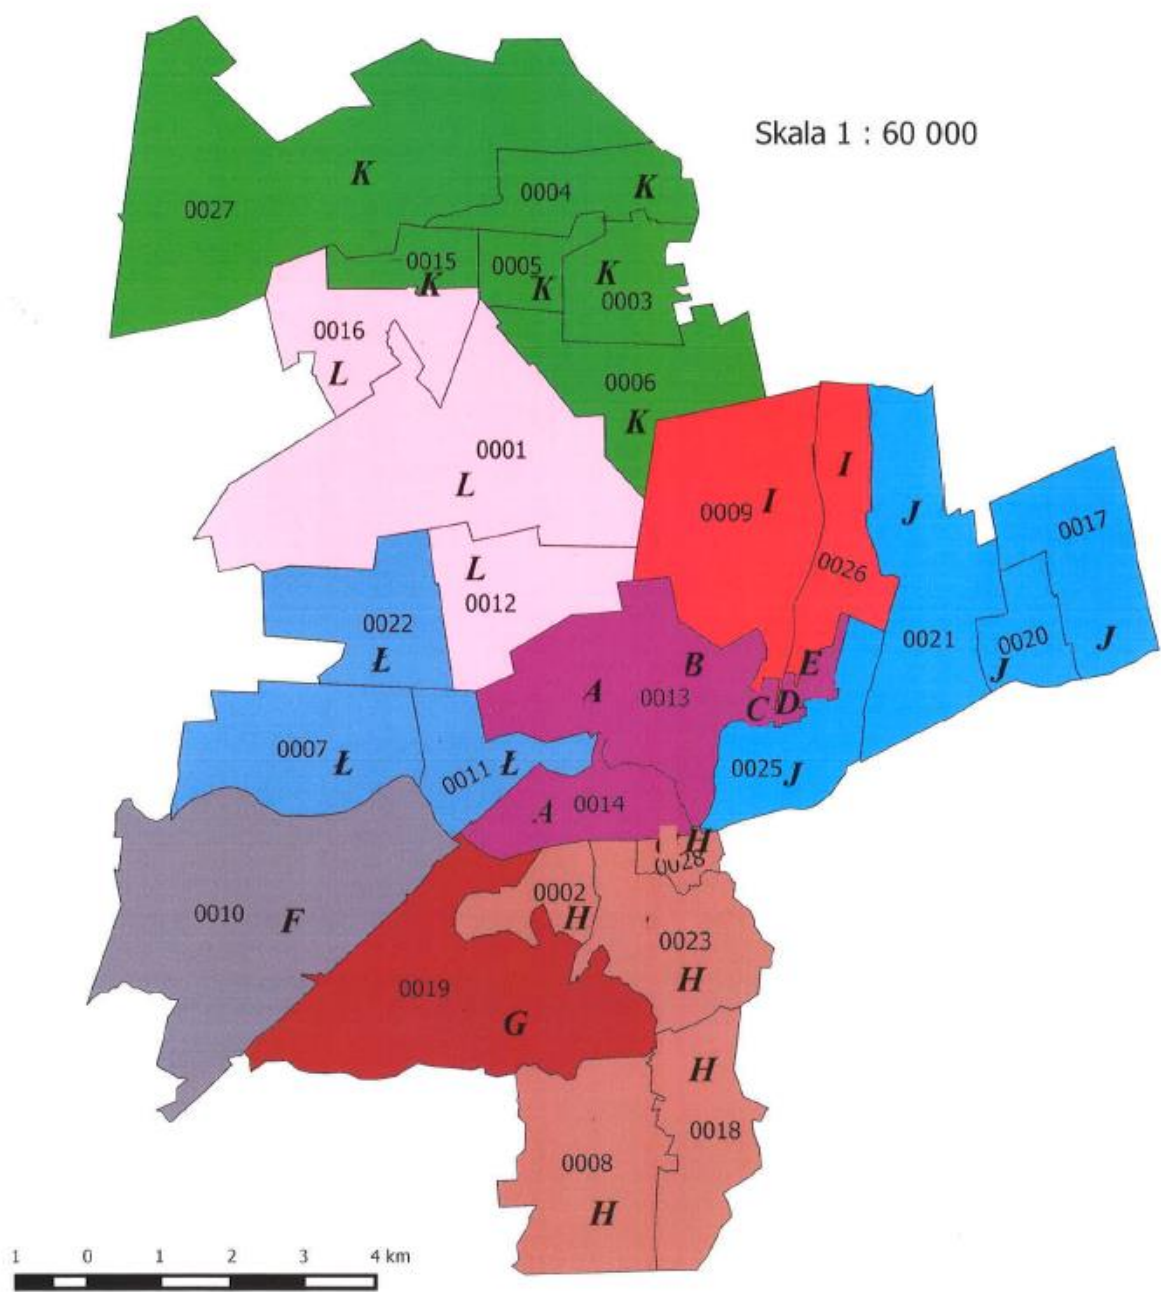 Skala 1 : 60 000
K
0027
0004
K
0015
K
0005
K
K
0003
0016
L
0006
K
0001
L
I
0009
I
J
0017
0026
L
0012
0022
Ł
0021
0020
J
J
B
E
A
0013
C
D
0007
Ł
0011
Ł
0025
J
A
0014
H
0028
0002
H
0010
F
0023
H
0019
G
H
0018
0008
H
1 0 1 2 3 4 km